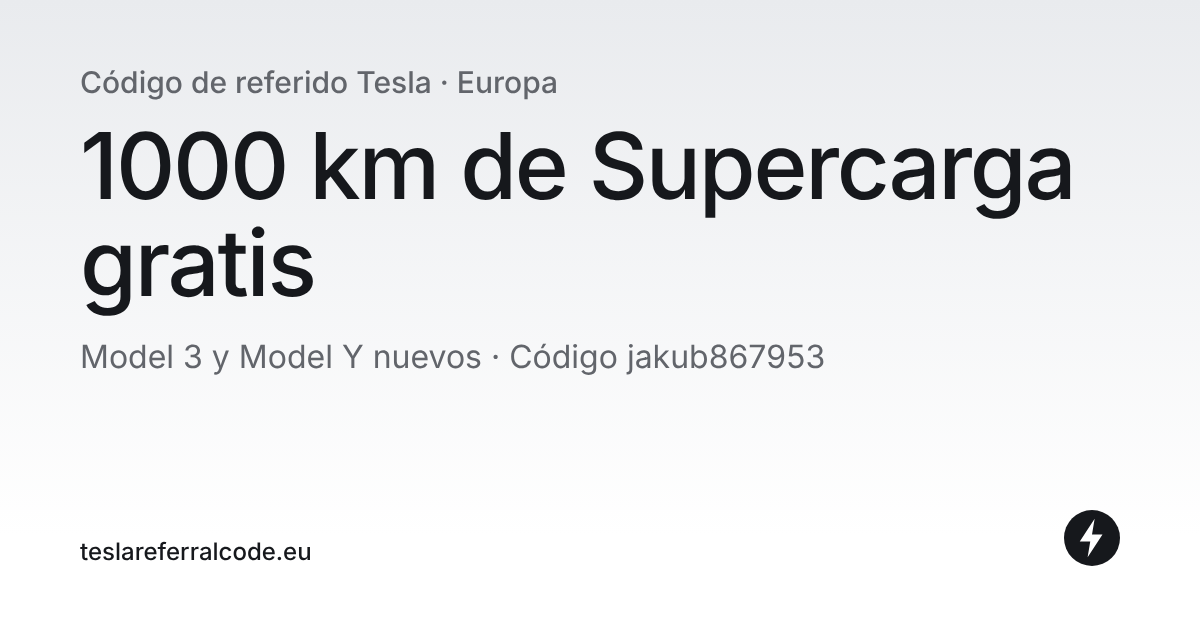 Código de referido Tesla · Europa
1000 km de Supercarga
gratis
Model 3 y Model Y nuevos · Código jakub867953
teslareferralcode.eu